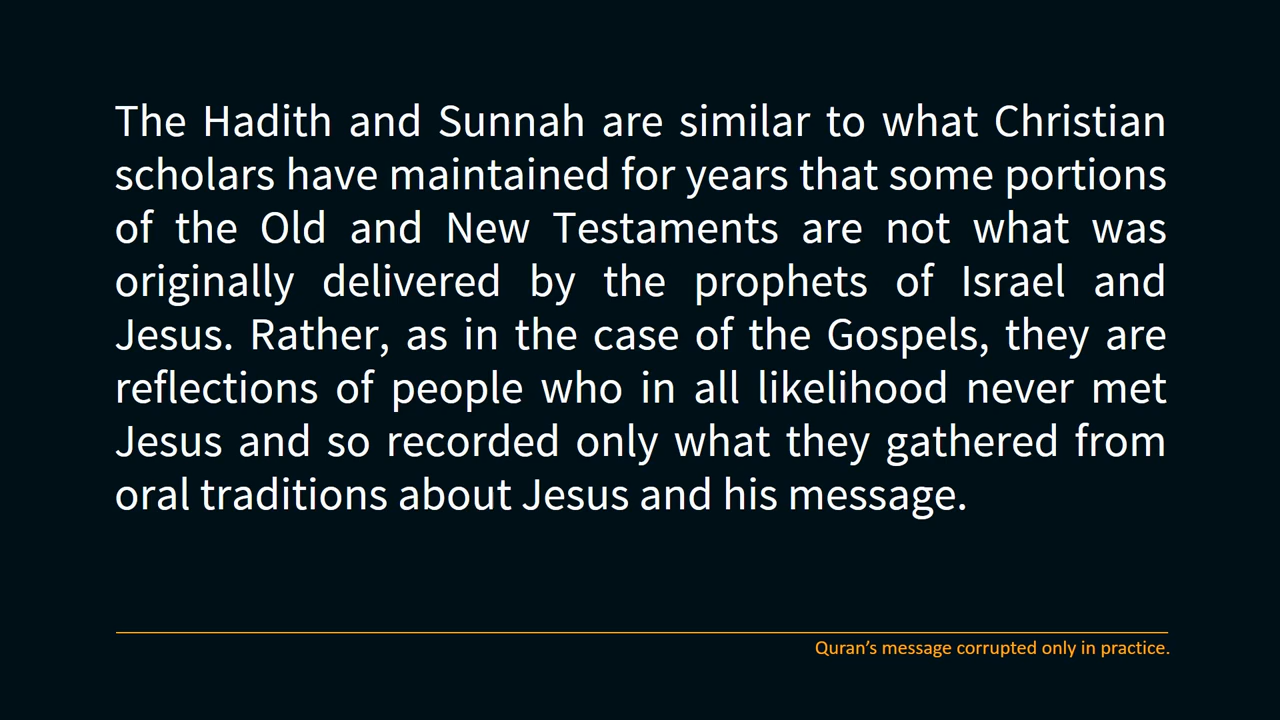 The Hadith and Sunnah are similar to what Christian
scholars have maintained for years that some portions
of the Old and New Testaments are not what was
originally delivered by the prophets of Israel and
Jesus. Rather, as in the case of the Gospels, they are
reflections of people who in all likelihood never met
Jesus and so recorded only what they gathered from
oral traditions about Jesus and his message.
Quran’s message corrupted only in practice.